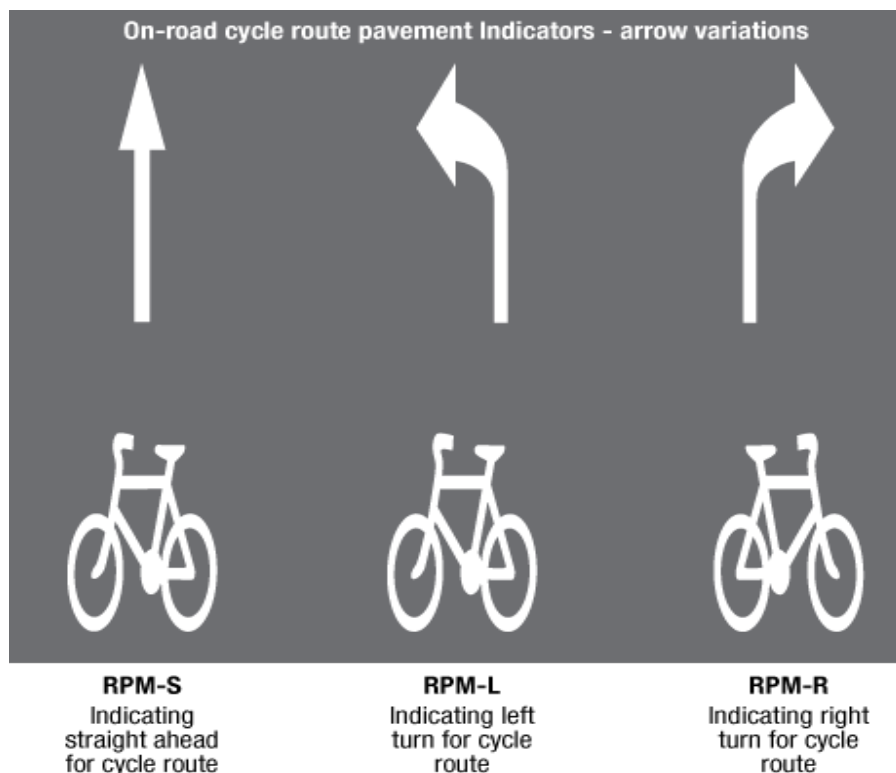 On-road cycle route pavement Indicators - arrow variations
RPM-S
Indicating
straight ahead
for cycle route
RPM-L
Indicating left
turn for cycle
route
RPM-R
Indicating right
turn for cycle
route